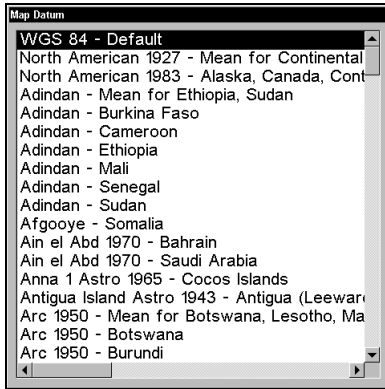 Map Datum
WGS 84 - Default
North American 1927 - Mean for Continental
North American 1983 - Alaska, Canada, Cont
Adindan - Mean for Ethiopia, Sudan
Adindan - Burkina Faso
Adindan - Cameroon
Adindan - Ethiopia
Adindan - Mali
Adindan - Senegal
Adindan - Sudan
Afgooye - Somalia
Ain el Abd 1970 - Bahrain
Ain el Abd 1970 - Saudi Arabia
Anna 1 Astro 1965 - Cocos Islands
Antigua Island Astro 1943 - Antigua (Leeward
Arc 1950 - Mean for Botswana, Lesotho, Ma
Arc 1950 - Botswana
Arc 1950 - Burundi